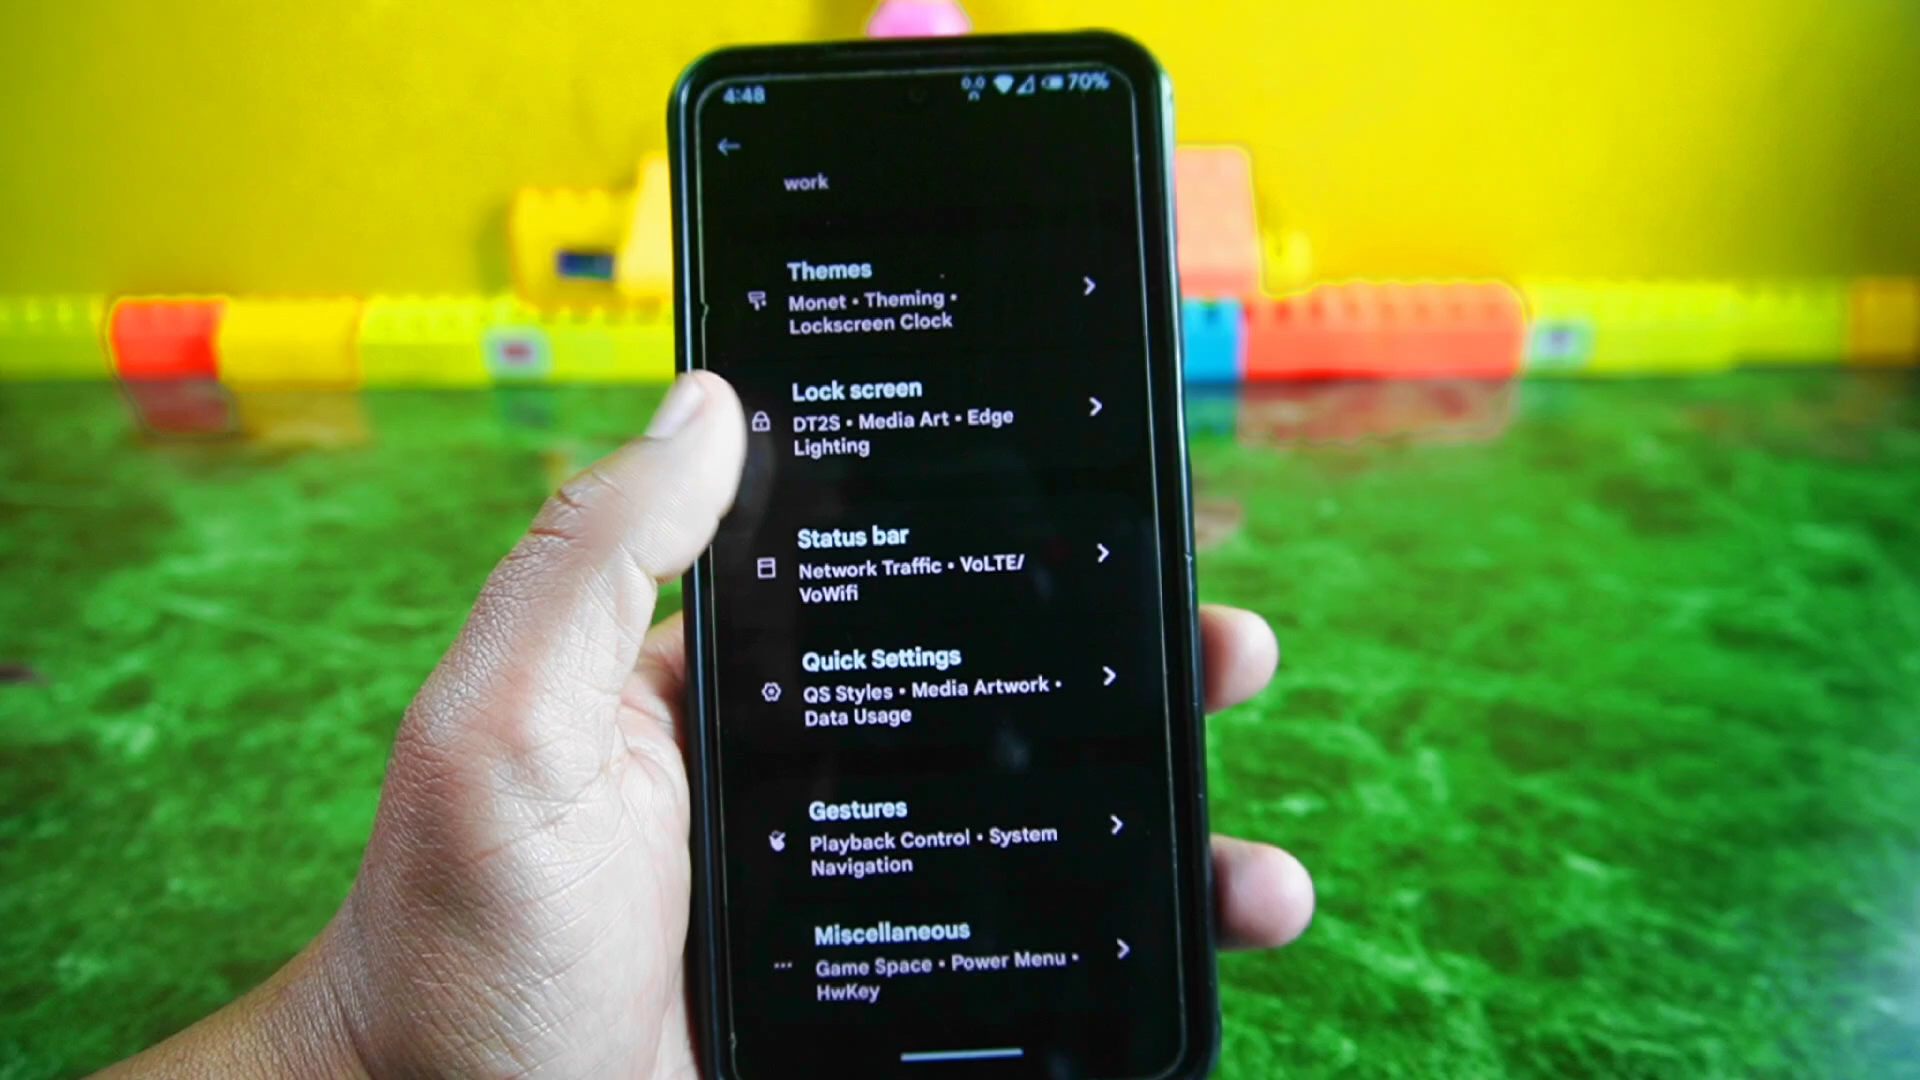 4:48
0.0
70%
work
Themes
Monet • Theming •
Lockscreen Clock
Lock screen
DT2S • Media Art • Edge
Lighting
Status bar
Network Traffic • VoLTE/
VoWifi
Quick Settings
QS Styles • Media Artwork •
Data Usage
Gestures
Playback Control • System
Navigation
Miscellaneous
Game Space • Power Menu •
HwKey